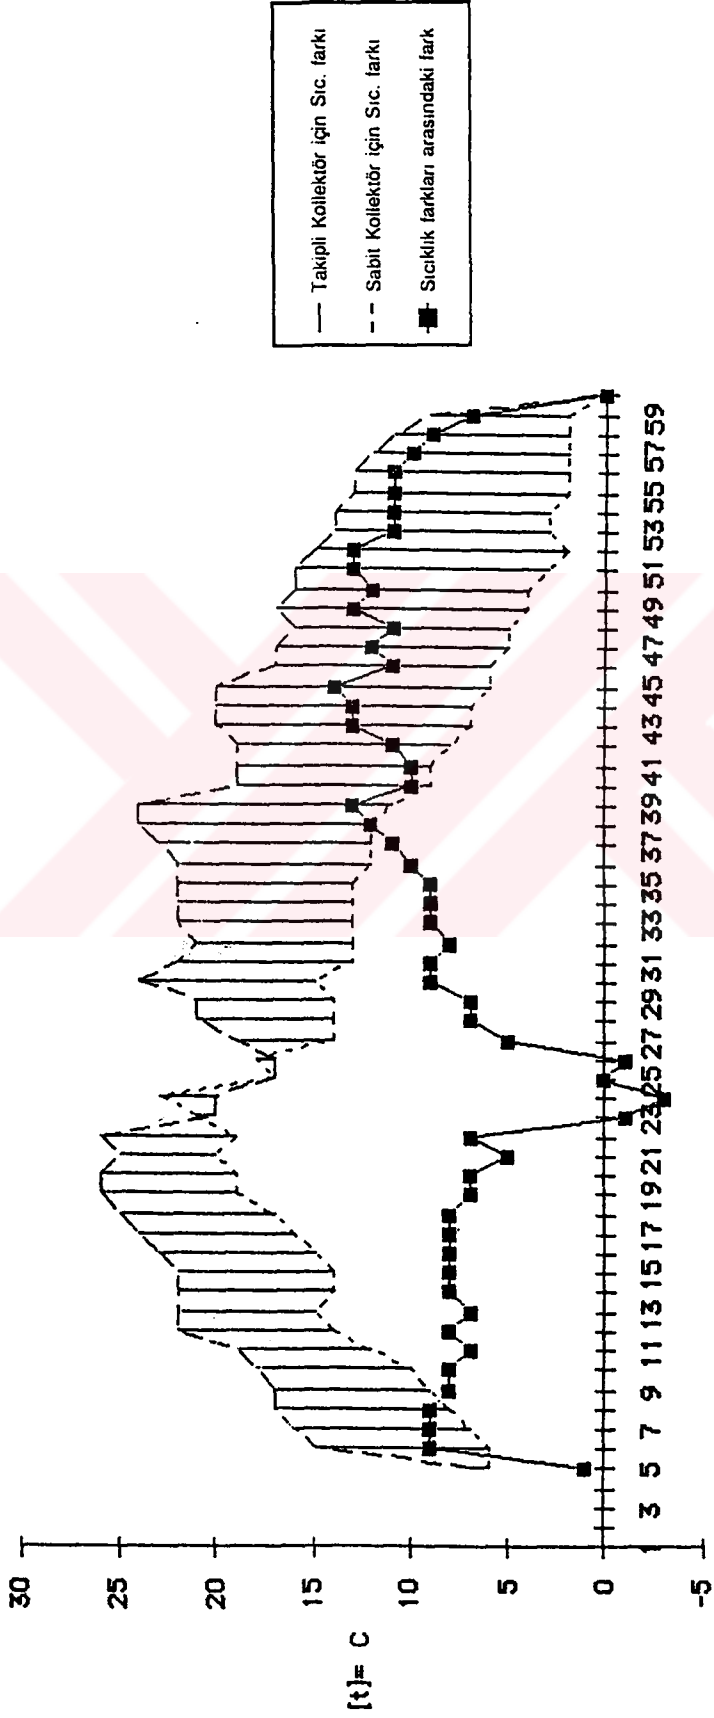 Takipli Kollektör için Sıc. farkı
Sabit Kollektör için Sıc. farkı
Sıcıklık farkları arasındaki fark
30
25
20
15
10
5
0
-5
[t]= C
1 3 5 7 9 11 13 15 17 19 21 23 25 27 29 31 33 35 37 39 41 43 45 47 49 51 53 55 57 59